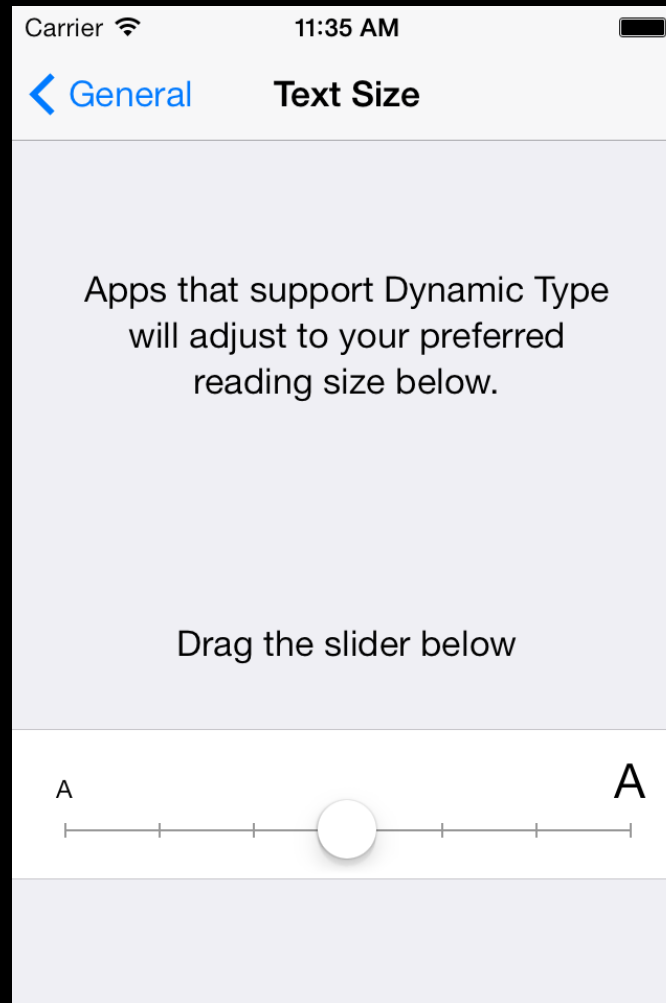 Carrier 11:35 AM
General Text Size
Apps that support Dynamic Type
will adjust to your preferred
reading size below.
Drag the slider below
A A